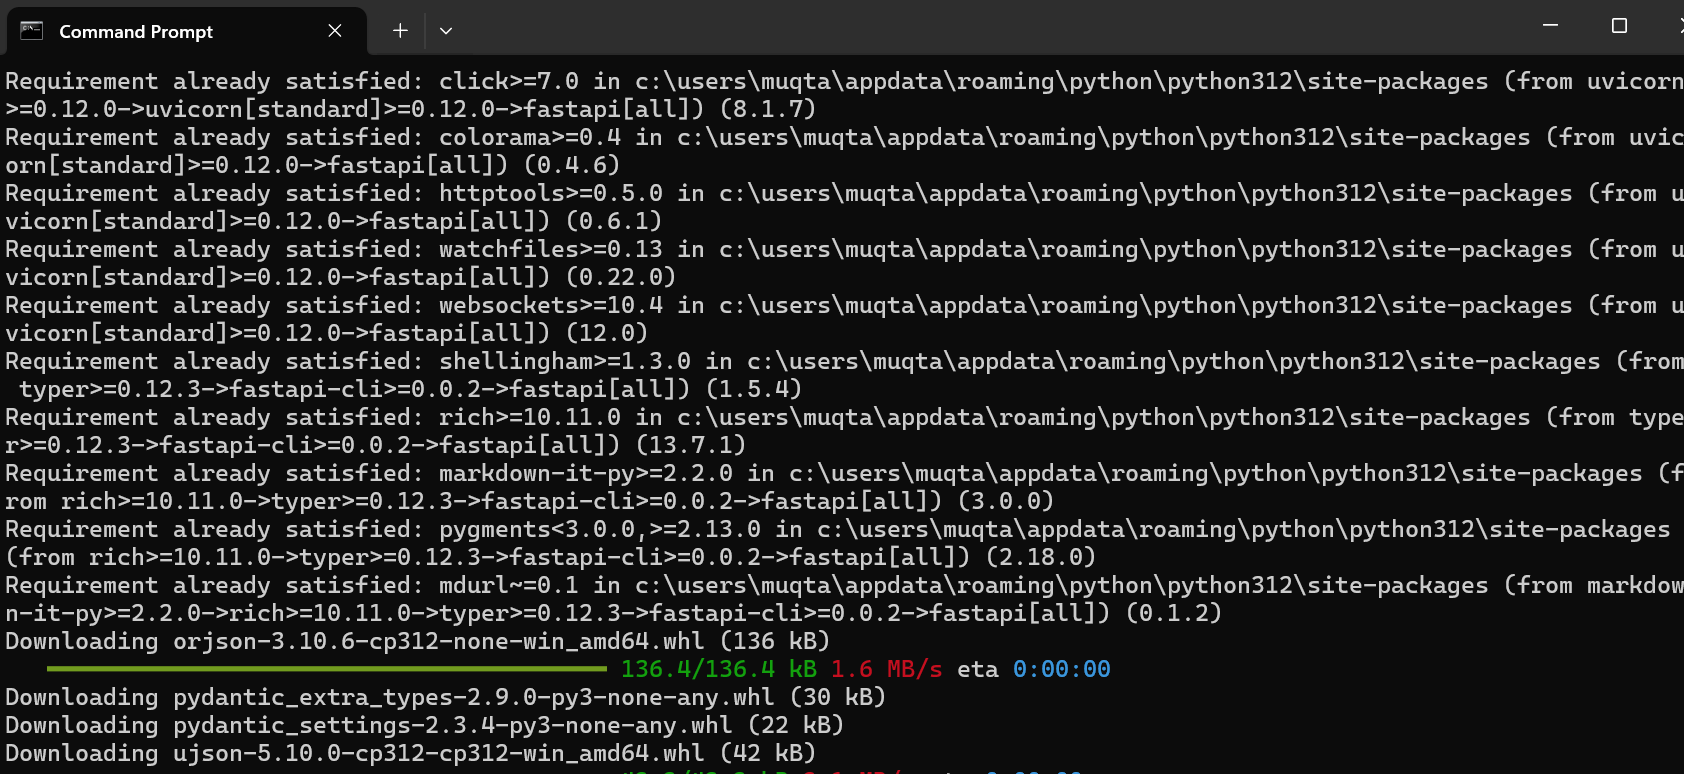 Command Prompt
Requirement already satisfied: click>=7.0 in c:\users\muqta\appdata\roaming\python\python312\site-packages (from uvicorn
>=0.12.0->uvicorn[standard]>=0.12.0->fastapi[all]) (8.1.7)
Requirement already satisfied: colorama>=0.4 in c:\users\muqta\appdata\roaming\python\python312\site-packages (from uvic
orn[standard]>=0.12.0->fastapi[all]) (0.4.6)
Requirement already satisfied: httptools>=0.5.0 in c:\users\muqta\appdata\roaming\python\python312\site-packages (from u
vicorn[standard]>=0.12.0->fastapi[all]) (0.6.1)
Requirement already satisfied: watchfiles>=0.13 in c:\users\muqta\appdata\roaming\python\python312\site-packages (from u
vicorn[standard]>=0.12.0->fastapi[all]) (0.22.0)
Requirement already satisfied: websockets>=10.4 in c:\users\muqta\appdata\roaming\python\python312\site-packages (from u
vicorn[standard]>=0.12.0->fastapi[all]) (12.0)
Requirement already satisfied: shellingham>=1.3.0 in c:\users\muqta\appdata\roaming\python\python312\site-packages (from
typer>=0.12.3->fastapi-cli>=0.0.2->fastapi[all]) (1.5.4)
Requirement already satisfied: rich>=10.11.0 in c:\users\muqta\appdata\roaming\python\python312\site-packages (from type
r>=0.12.3->fastapi-cli>=0.0.2->fastapi[all]) (13.7.1)
Requirement already satisfied: markdown-it-py>=2.2.0 in c:\users\muqta\appdata\roaming\python\python312\site-packages (f
rom rich>=10.11.0->typer>=0.12.3->fastapi-cli>=0.0.2->fastapi[all]) (3.0.0)
Requirement already satisfied: pygments<3.0.0,>=2.13.0 in c:\users\muqta\appdata\roaming\python\python312\site-packages
(from rich>=10.11.0->typer>=0.12.3->fastapi-cli>=0.0.2->fastapi[all]) (2.18.0)
Requirement already satisfied: mdurl~=0.1 in c:\users\muqta\appdata\roaming\python\python312\site-packages (from markdow
n-it-py>=2.2.0->rich>=10.11.0->typer>=0.12.3->fastapi-cli>=0.0.2->fastapi[all]) (0.1.2)
Downloading orjson-3.10.6-cp312-none-win_amd64.whl (136 kB)
136.4/136.4 kB 1.6 MB/s eta 0:00:00
Downloading pydantic_extra_types-2.9.0-py3-none-any.whl (30 kB)
Downloading pydantic_settings-2.3.4-py3-none-any.whl (22 kB)
Downloading ujson-5.10.0-cp312-cp312-win_amd64.whl (42 kB)